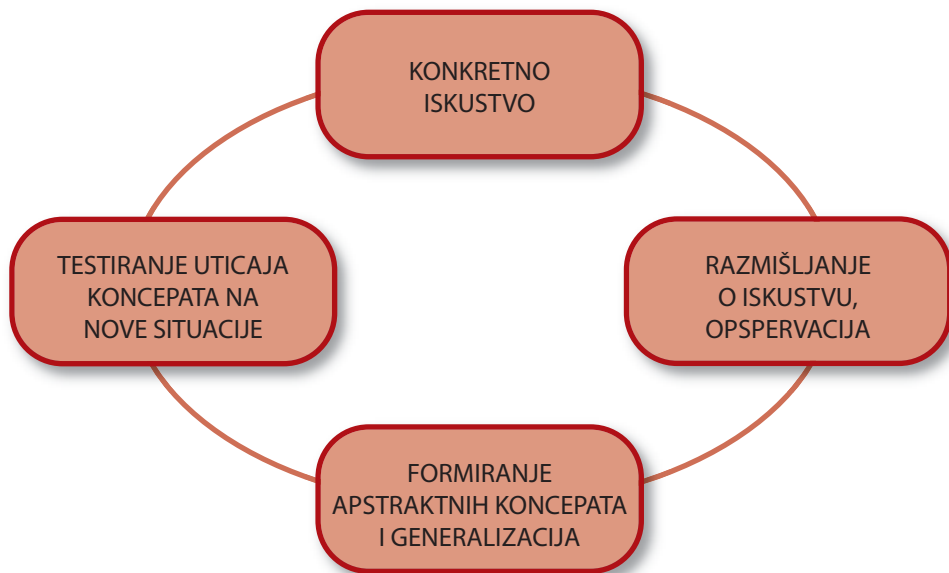 KONKRETNO
ISKUSTVO
TESTIRANJE UTICAJA
KONCEPATA NA
NOVE SITUACIJE
RAZMIŠLJANJE
O ISKUSTVU,
OPSPERVACIJA
FORMIRANJE
APSTRAKTNIH KONCEPATA
I GENERALIZACIJA